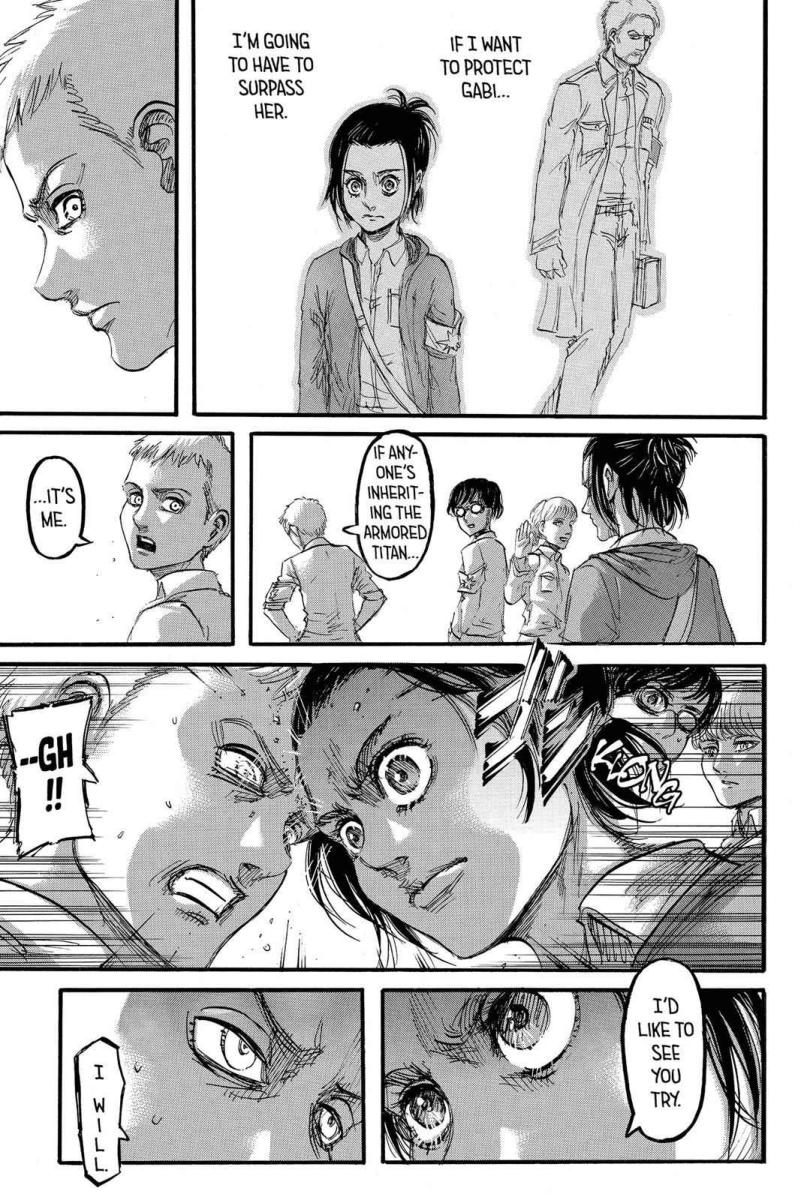 IF I WANT
TO PROTECT
GABI...
I'M GOING
TO HAVE TO
SURPASS
HER.
IF ANY-
ONE'S
INHERIT-
ING THE
ARMORED
TITAN...
...IT'S
ME.
KLONG
--GH
!!
I'D
LIKE TO
SEE
YOU
TRY.
I WILL.